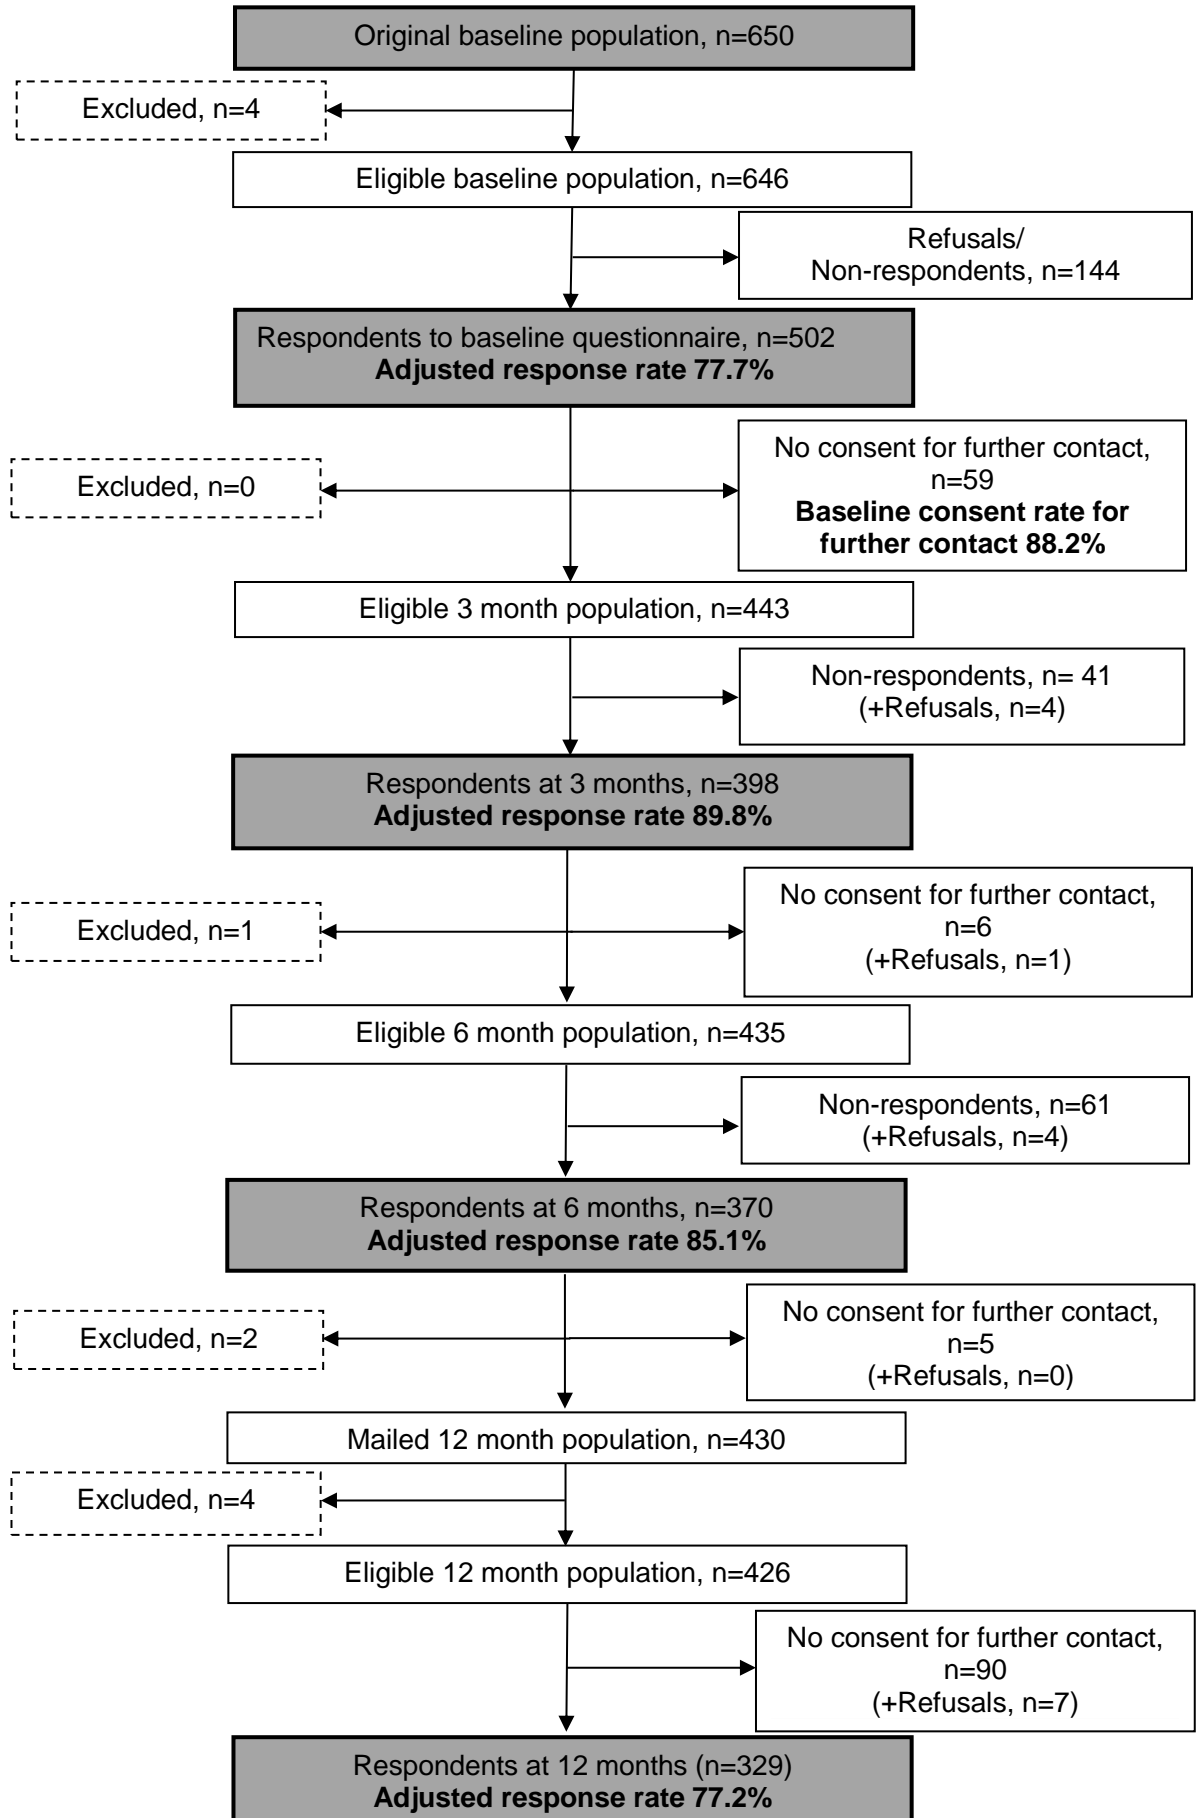 Original baseline population, n=650
Excluded, n=4
Eligible baseline population, n=646
Refusals/
Non-respondents, n=144
Respondents to baseline questionnaire, n=502
Adjusted response rate 77.7%
Excluded, n=0
No consent for further contact,
n=59
Baseline consent rate for
further contact 88.2%
Eligible 3 month population, n=443
Non-respondents, n= 41
(+Refusals, n=4)
Respondents at 3 months, n=398
Adjusted response rate 89.8%
Excluded, n=1
No consent for further contact,
n=6
(+Refusals, n=1)
Eligible 6 month population, n=435
Non-respondents, n=61
(+Refusals, n=4)
Respondents at 6 months, n=370
Adjusted response rate 85.1%
Excluded, n=2
No consent for further contact,
n=5
(+Refusals, n=0)
Mailed 12 month population, n=430
Excluded, n=4
Eligible 12 month population, n=426
No consent for further contact,
n=90
(+Refusals, n=7)
Respondents at 12 months (n=329)
Adjusted response rate 77.2%